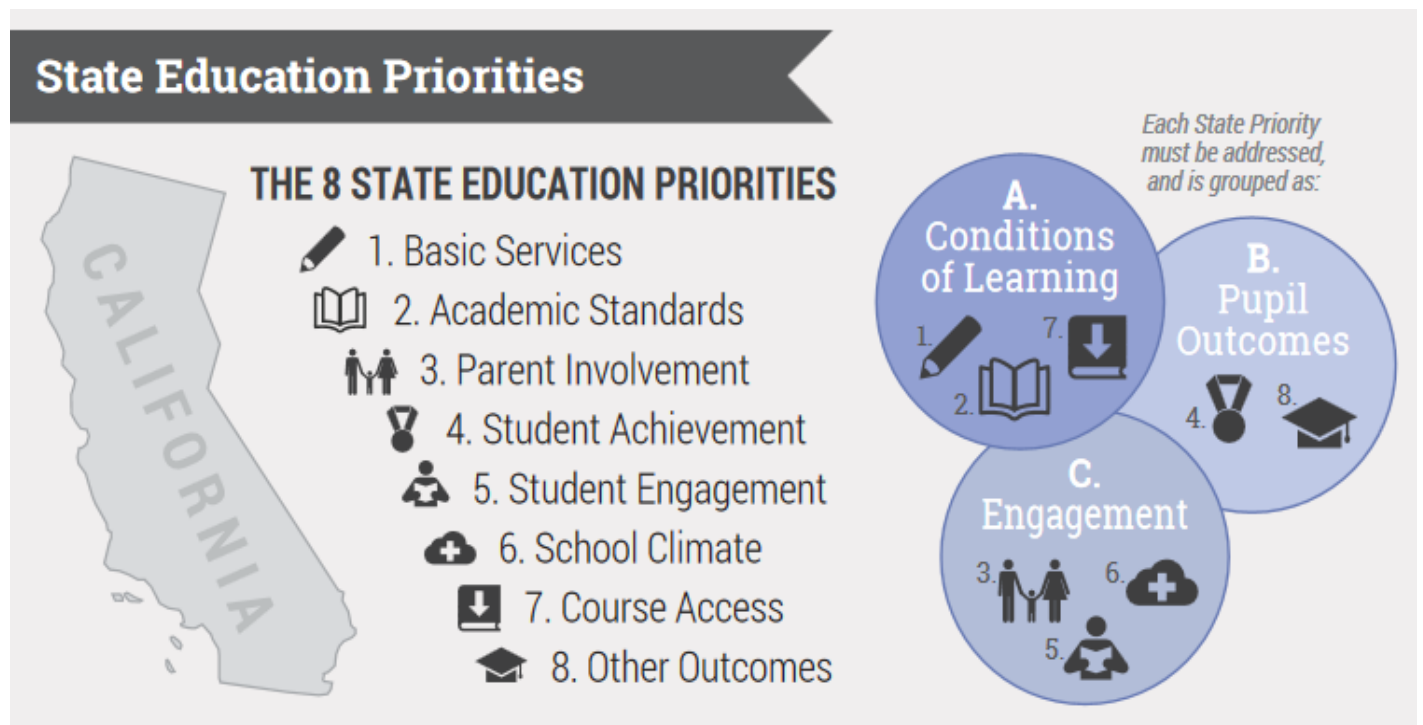 State Education Priorities
CALIFORNIA
THE 8 STATE EDUCATION PRIORITIES
1. Basic Services
2. Academic Standards
3. Parent Involvement
4. Student Achievement
5. Student Engagement
6. School Climate
7. Course Access
8. Other Outcomes
Each State Priority
must be addressed,
and is grouped as:
A.
Conditions
of Learning
1.
7.
2.
B.
Pupil
Outcomes
4.
8.
C.
Engagement
3.
6.
5.